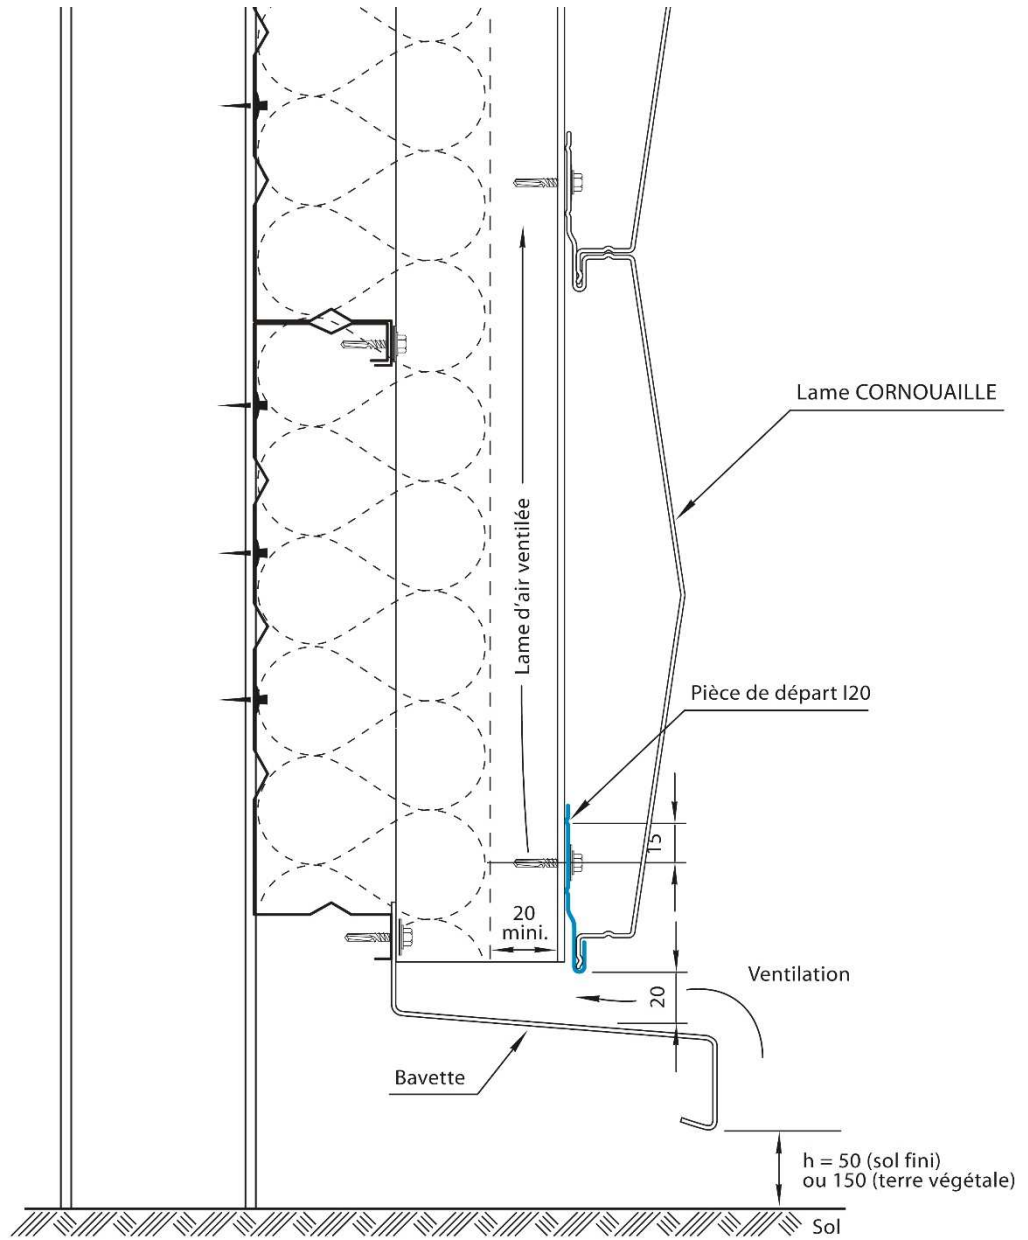 Lame CORNOUAILLE
Lame d'air ventilée
Pièce de départ I20
15
20
mini.
Ventilation
20
Bavette
h = 50 (sol fini)
ou 150 (terre végétale)
Sol